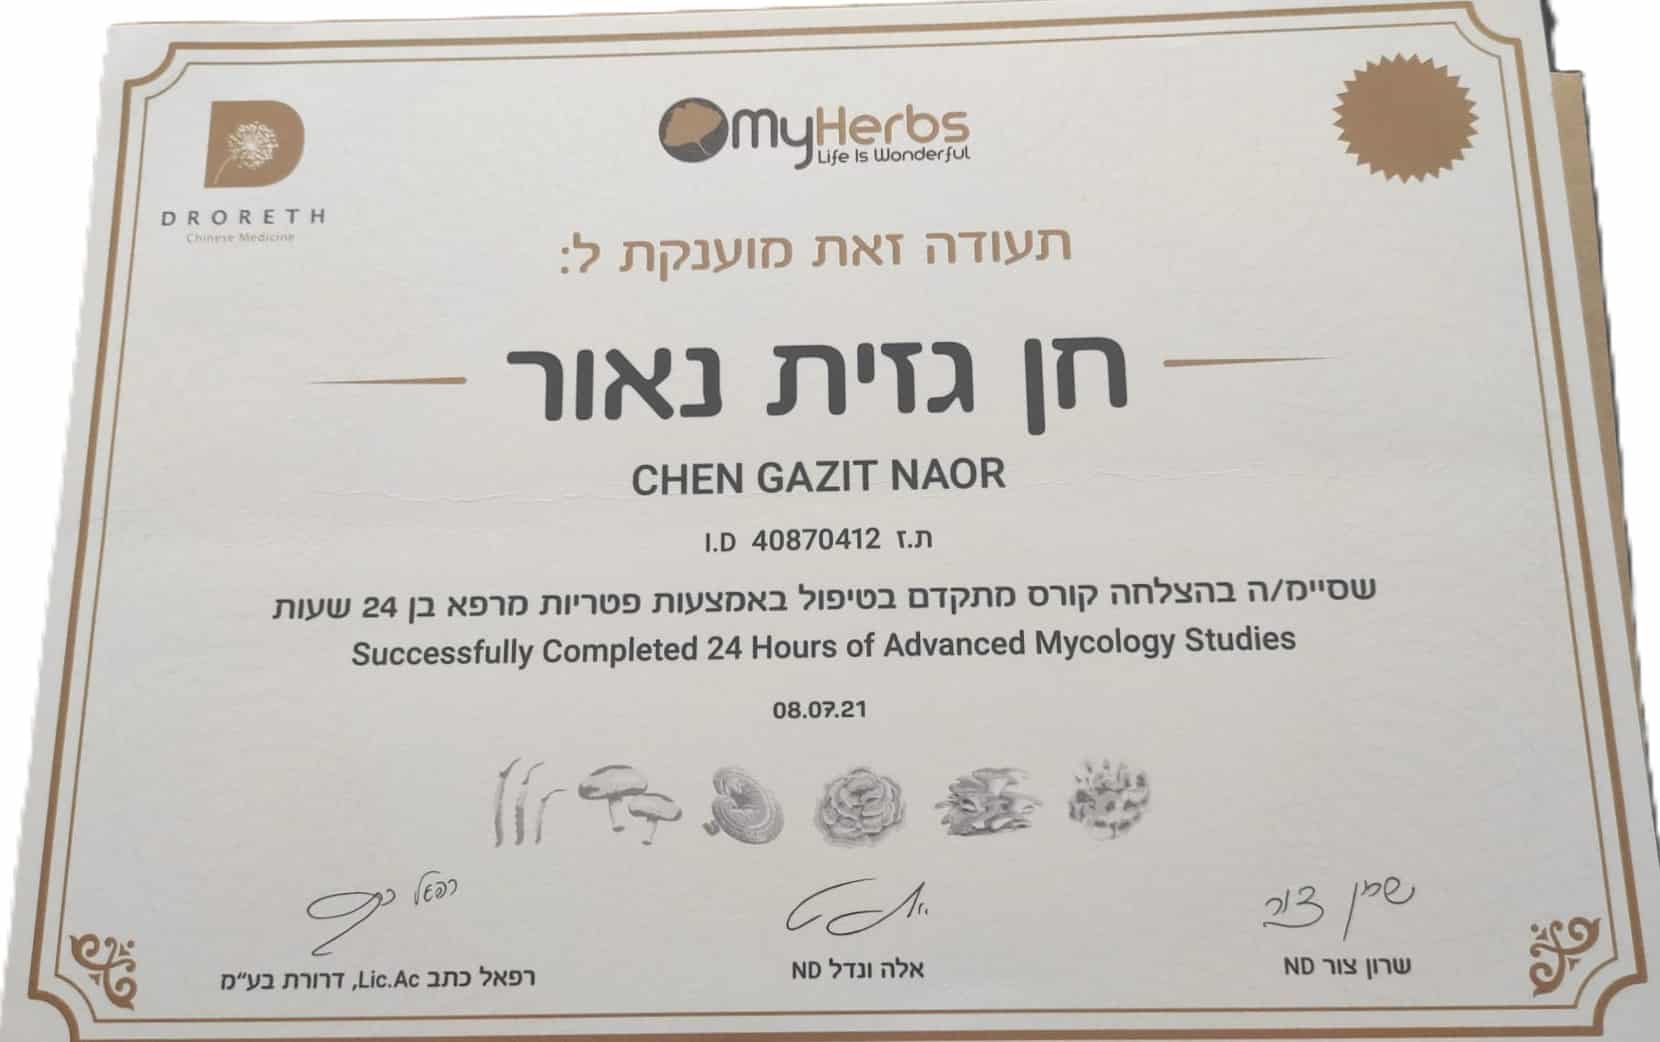 DRORETH
Chinese Medicine
myHerbs
Life Is Wonderful
תעודה זאת מוענקת ל:
חן גזית נאור
CHEN GAZIT NAOR
ת.ז 40870412 I.D
שסיימ/ה בהצלחה קורס מתקדם בטיפול באמצעות פטריות מרפא בן 24 שעות
Successfully Completed 24 Hours of Advanced Mycology Studies
08.07.21
שרון צור
רפאל כתב
שרון צור ND
אלה ונדל ND
רפאל כתב Lic.Ac, דרורת בע"מ